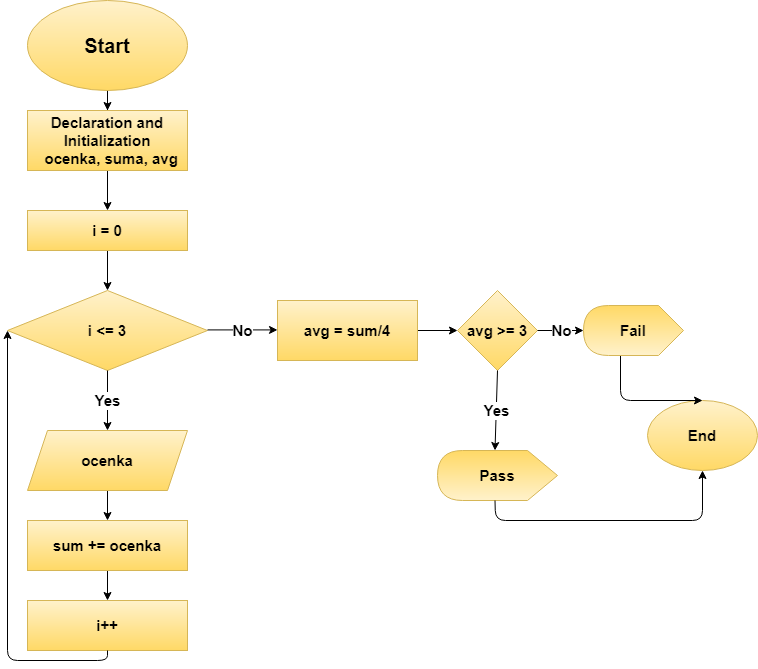 Start
Declaration and
Initialization
ocenka, suma, avg
i = 0
i <= 3
No
avg = sum/4
avg >= 3
No
Fail
Yes
ocenka
Yes
Pass
End
sum += ocenka
i++